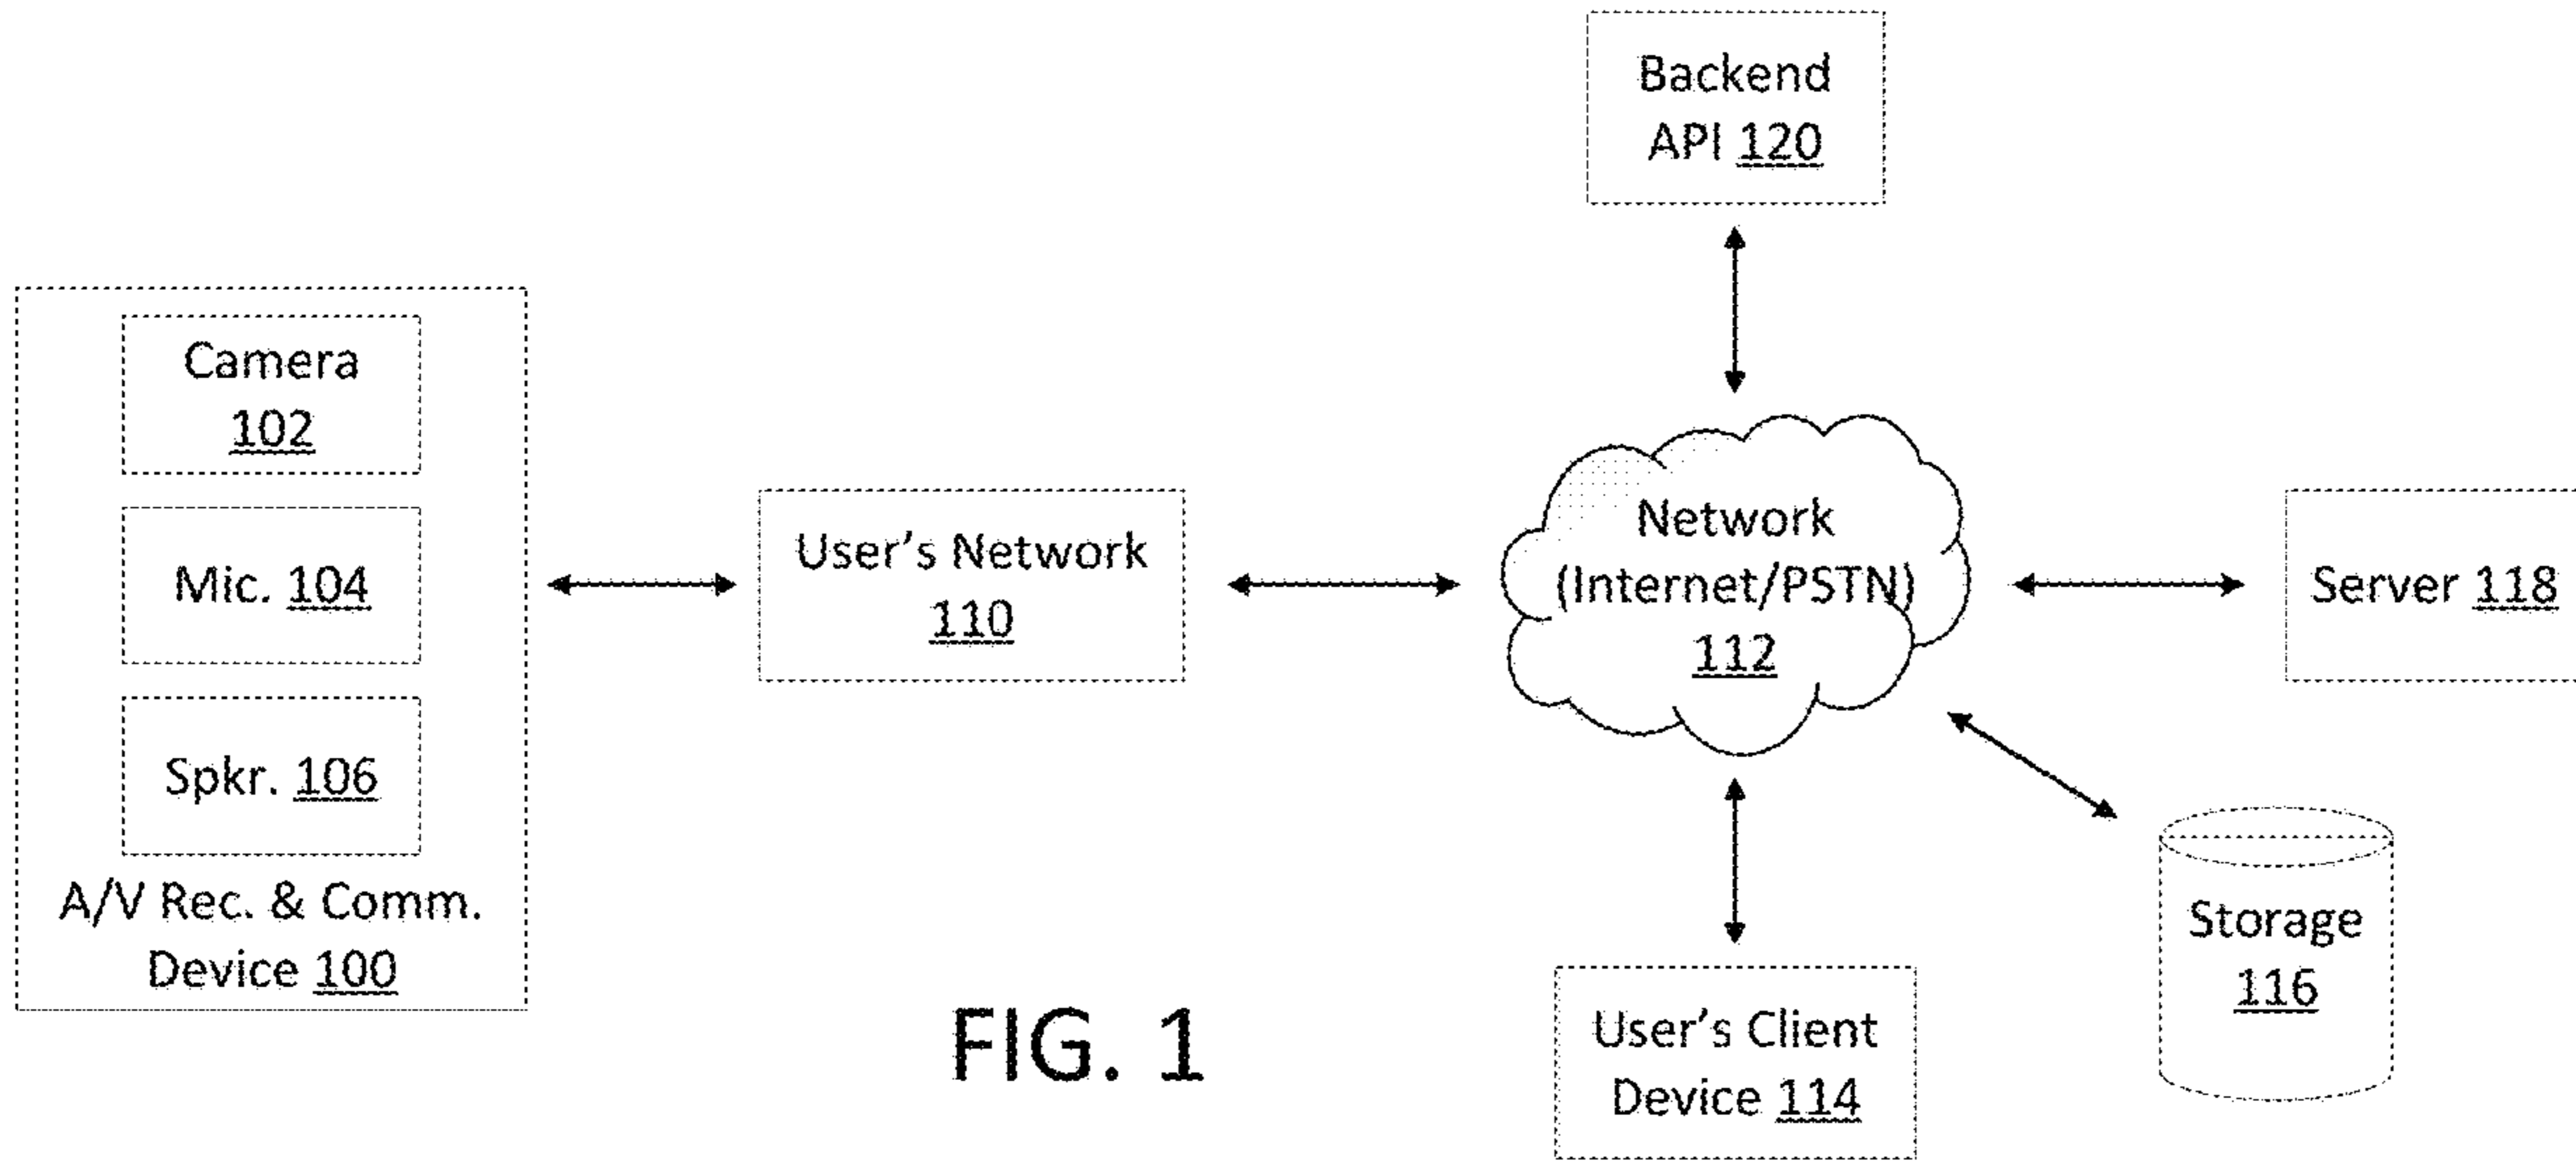 Backend
API 120
Camera
102
Mic. 104
Spkr. 106
A/V Rec. & Comm.
Device 100
User's Network
110
Network
(Internet/PSTN)
112
Server 118
Storage
116
User's Client
Device 114
FIG. 1